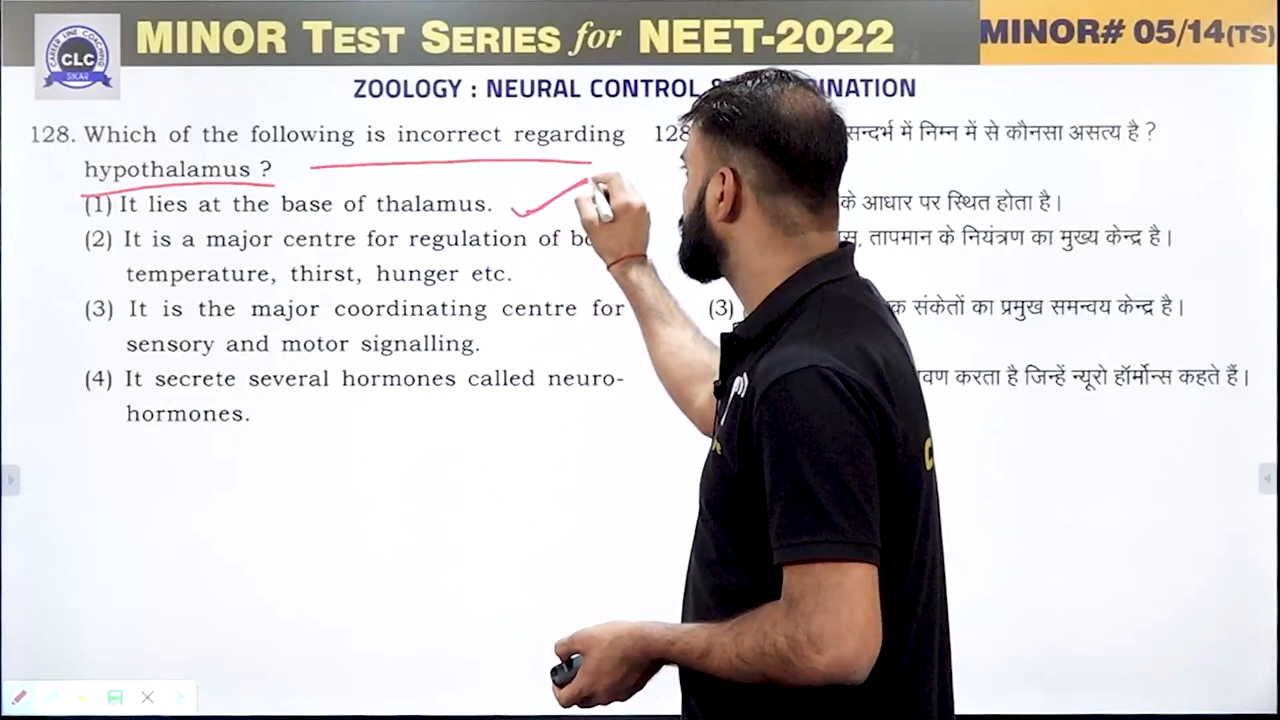 MINOR TEST SERIES for NEET-2022
MINOR# 05/14(TS)
CAREER LINE COACHING
CLC
SIKAR
ZOOLOGY : NEURAL CONTROL
128. Which of the following is incorrect regarding
hypothalamus ?
(1) It lies at the base of thalamus.
(2) It is a major centre for regulation of
temperature, thirst, hunger etc.
(3) It is the major coordinating centre for
sensory and motor signalling.
(4) It secrete several hormones called neuro-
hormones.
128
सन्दर्भ में निम्न में से कौनसा असत्य है ?
के आधार पर स्थित होता है।
तापमान के नियंत्रण का मुख्य केन्द्र है।
(3) संकेतों का प्रमुख समन्वय केन्द्र है।
करता है जिन्हें न्यूरो हॉर्मोन्स कहते हैं।